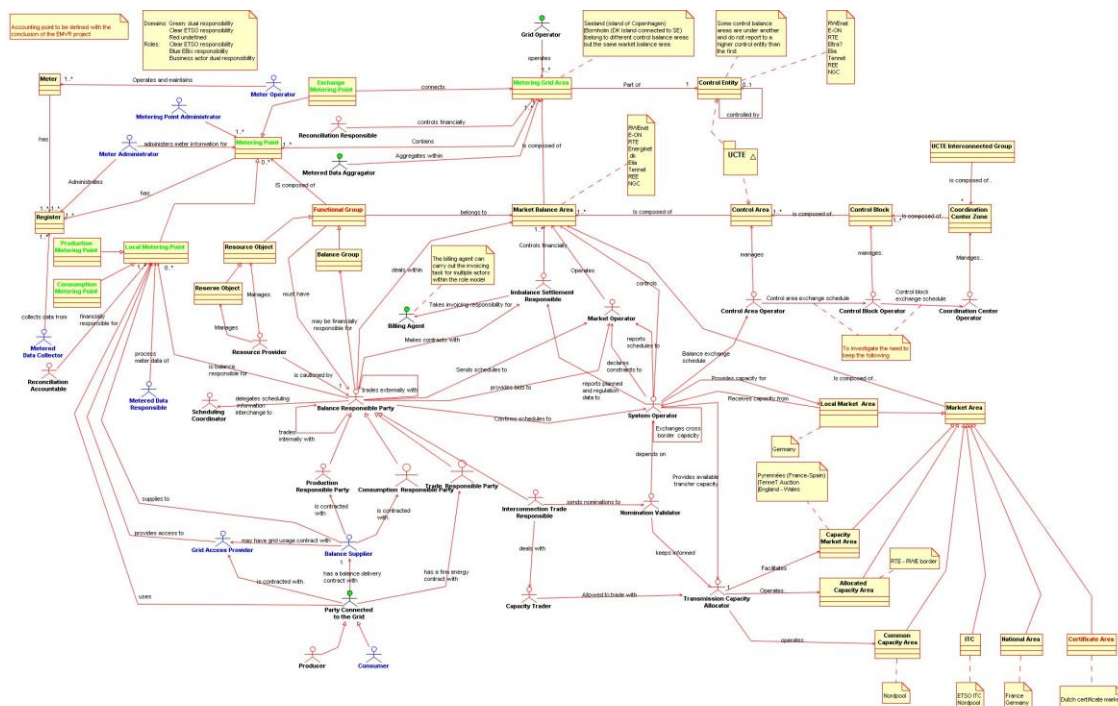 Accounting point to be defined with the
conclusion of the EMVR project
Domains: Green: dual responsibility
Clear ETSO responsibility
Red undefined
Roles: Clear ETSO responsibility
Blue EBIx responsibility
Business actor dual responsibility
Grid Operator
operates
Sealand (island of Copenhagen)
Bornholm (DK island connected to SE)
belong to different control balance areas
but the same market balance area
Some control balance
areas are under another
and do not report to a
higher control entity than
the first
RWEnet
E-ON
RTE
Eltra?
Elia
Tennet
REE
NGC
Meter
1..*
Operates and maintains
Meter Operator
Exchange
Metering Point
connects
Metering Grid Area
Part of
1
Control Entity
0..1
controlled by
Metering Point Administrator
Reconciliation Responsible
controls financially
has
Meter Administrator
administers meter information for
1..*
Metering Point
0..*
1..*
Contains
Metered Data Aggragator
Aggregates within
is composed of
RWEnet
E-ON
RTE
Energinet
.dk
Elia
Tennet
REE
NGC
UCTE
UCTE Interconnected Group
Is composed of..
Administrates
has
IS composed of
Register
Functional Group
belongs to
Market Balance Area
Is composed of
Control Area
is composed of
Control Block
is composed of..
Coordination
Center Zone
Production
Metering Point
Local Metering Point
Resource Object
Balance Group
Controls financially
Consumption
Metering Point
Reserve Object
Manages
must have
deals within
The billing agent can
carry out the invoicing
task for multiple actors
within the role model
Imbalance Settlement
Responsible
Operates
controls
manages
manages.
Manages..
collects data from
Metered
Data Collector
financially
responsible for
Reconciliation
Accountable
process
meter data of
Metered Data
Responsible
Manages
Resource Provider
may be financially
responsible for
Billing Agent
Takes invoicing responsibility for
Makes contracts with
Market Operator
Control Area Operator
Control area exchange schedule
Control Block Operator
Control block
exchange schedule
Coordination Center
Operator
To investigate the need to
keep the following
is balance
responsible for
is cautioned by
Sends schedules to
provides bids to
declares
constraints to
reports
schedules to
Balance exchange
schedule
reports planned
and regulation
data to
Provides capacity for
Receives capacity from
is composed of..
Scheduling
Coordinator
delegates scheduling
information
interchange to
1
trades externally with
Balance Responsible Party
Confirms schedules to
System Operator
Local Market Area
Market Area
trades
internally with
Exchanges cross
border capacity
Germany
Production
Responsible Party
Consumption Responsible Party
Trade Responsible Party
depends on
Provides available
transfer capacity
Pyrennées (France-Spain)
TenneT Auction
England - Wales
supplies to
is contracted with.
is contracted
with.
Interconnection Trade
Responsible
sends nominations to
Nomination Validator
provides access to
Grid Access Provider
may have grid usage contract with
Balance Supplier
1
Capacity
Market Area
RTE - RWE border
is contracted with.
has a balance delivery
contract with
has a firm energy
contract with
deals with
keeps informed
Facilitates
uses
Party Connected
to the Grid
Capacity Trader
Allowed to trade with
1
Transmission Capacity
Allocator
Operates.
Allocated
Capacity Area
operates
Common
Capacity Area
ITC
National Area
Certificate Area
Producer
Consumer
Nordpool
ETSO ITC
Nordpool
France
Germany
Dutch certificate marke